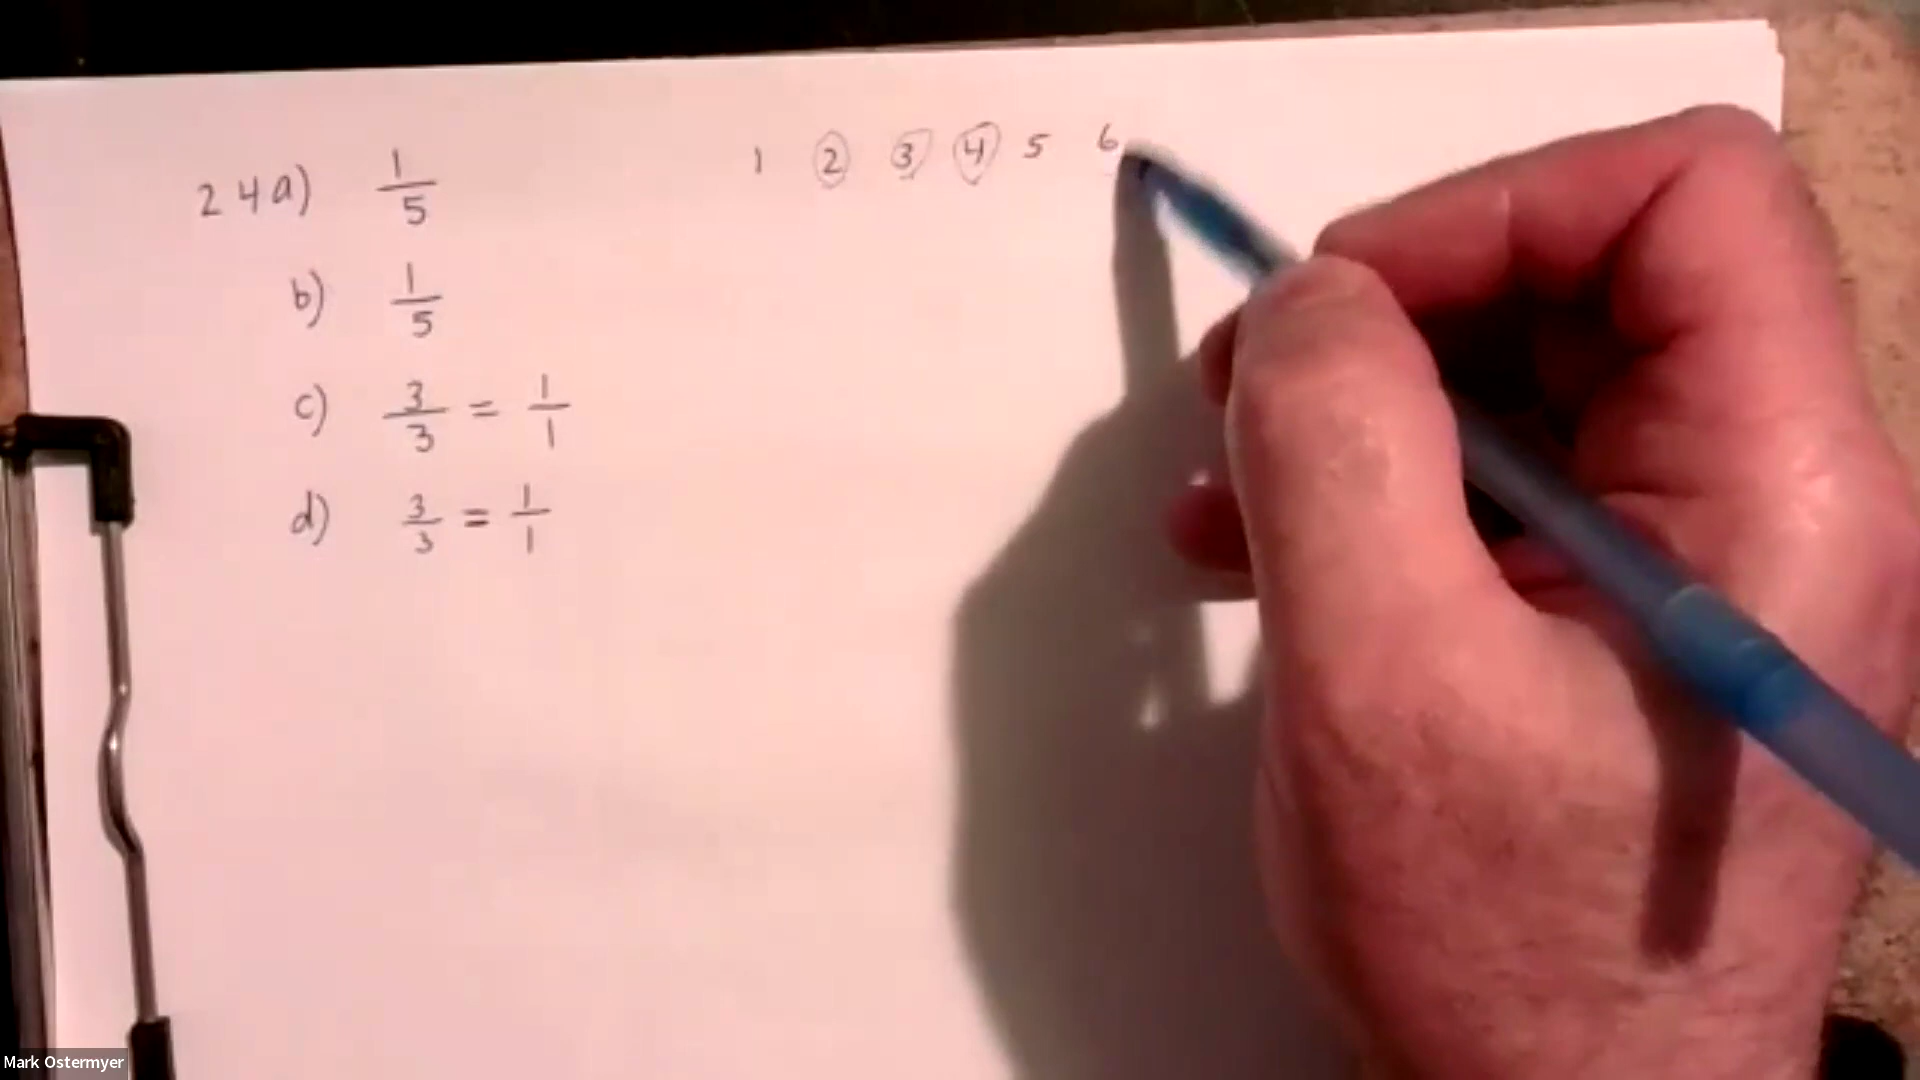 24a) 1/5
1 2 3 4 5 6
b) 1/5
c) 3/3 = 1/1
d) 3/3 = 1/1
Mark Ostermyer